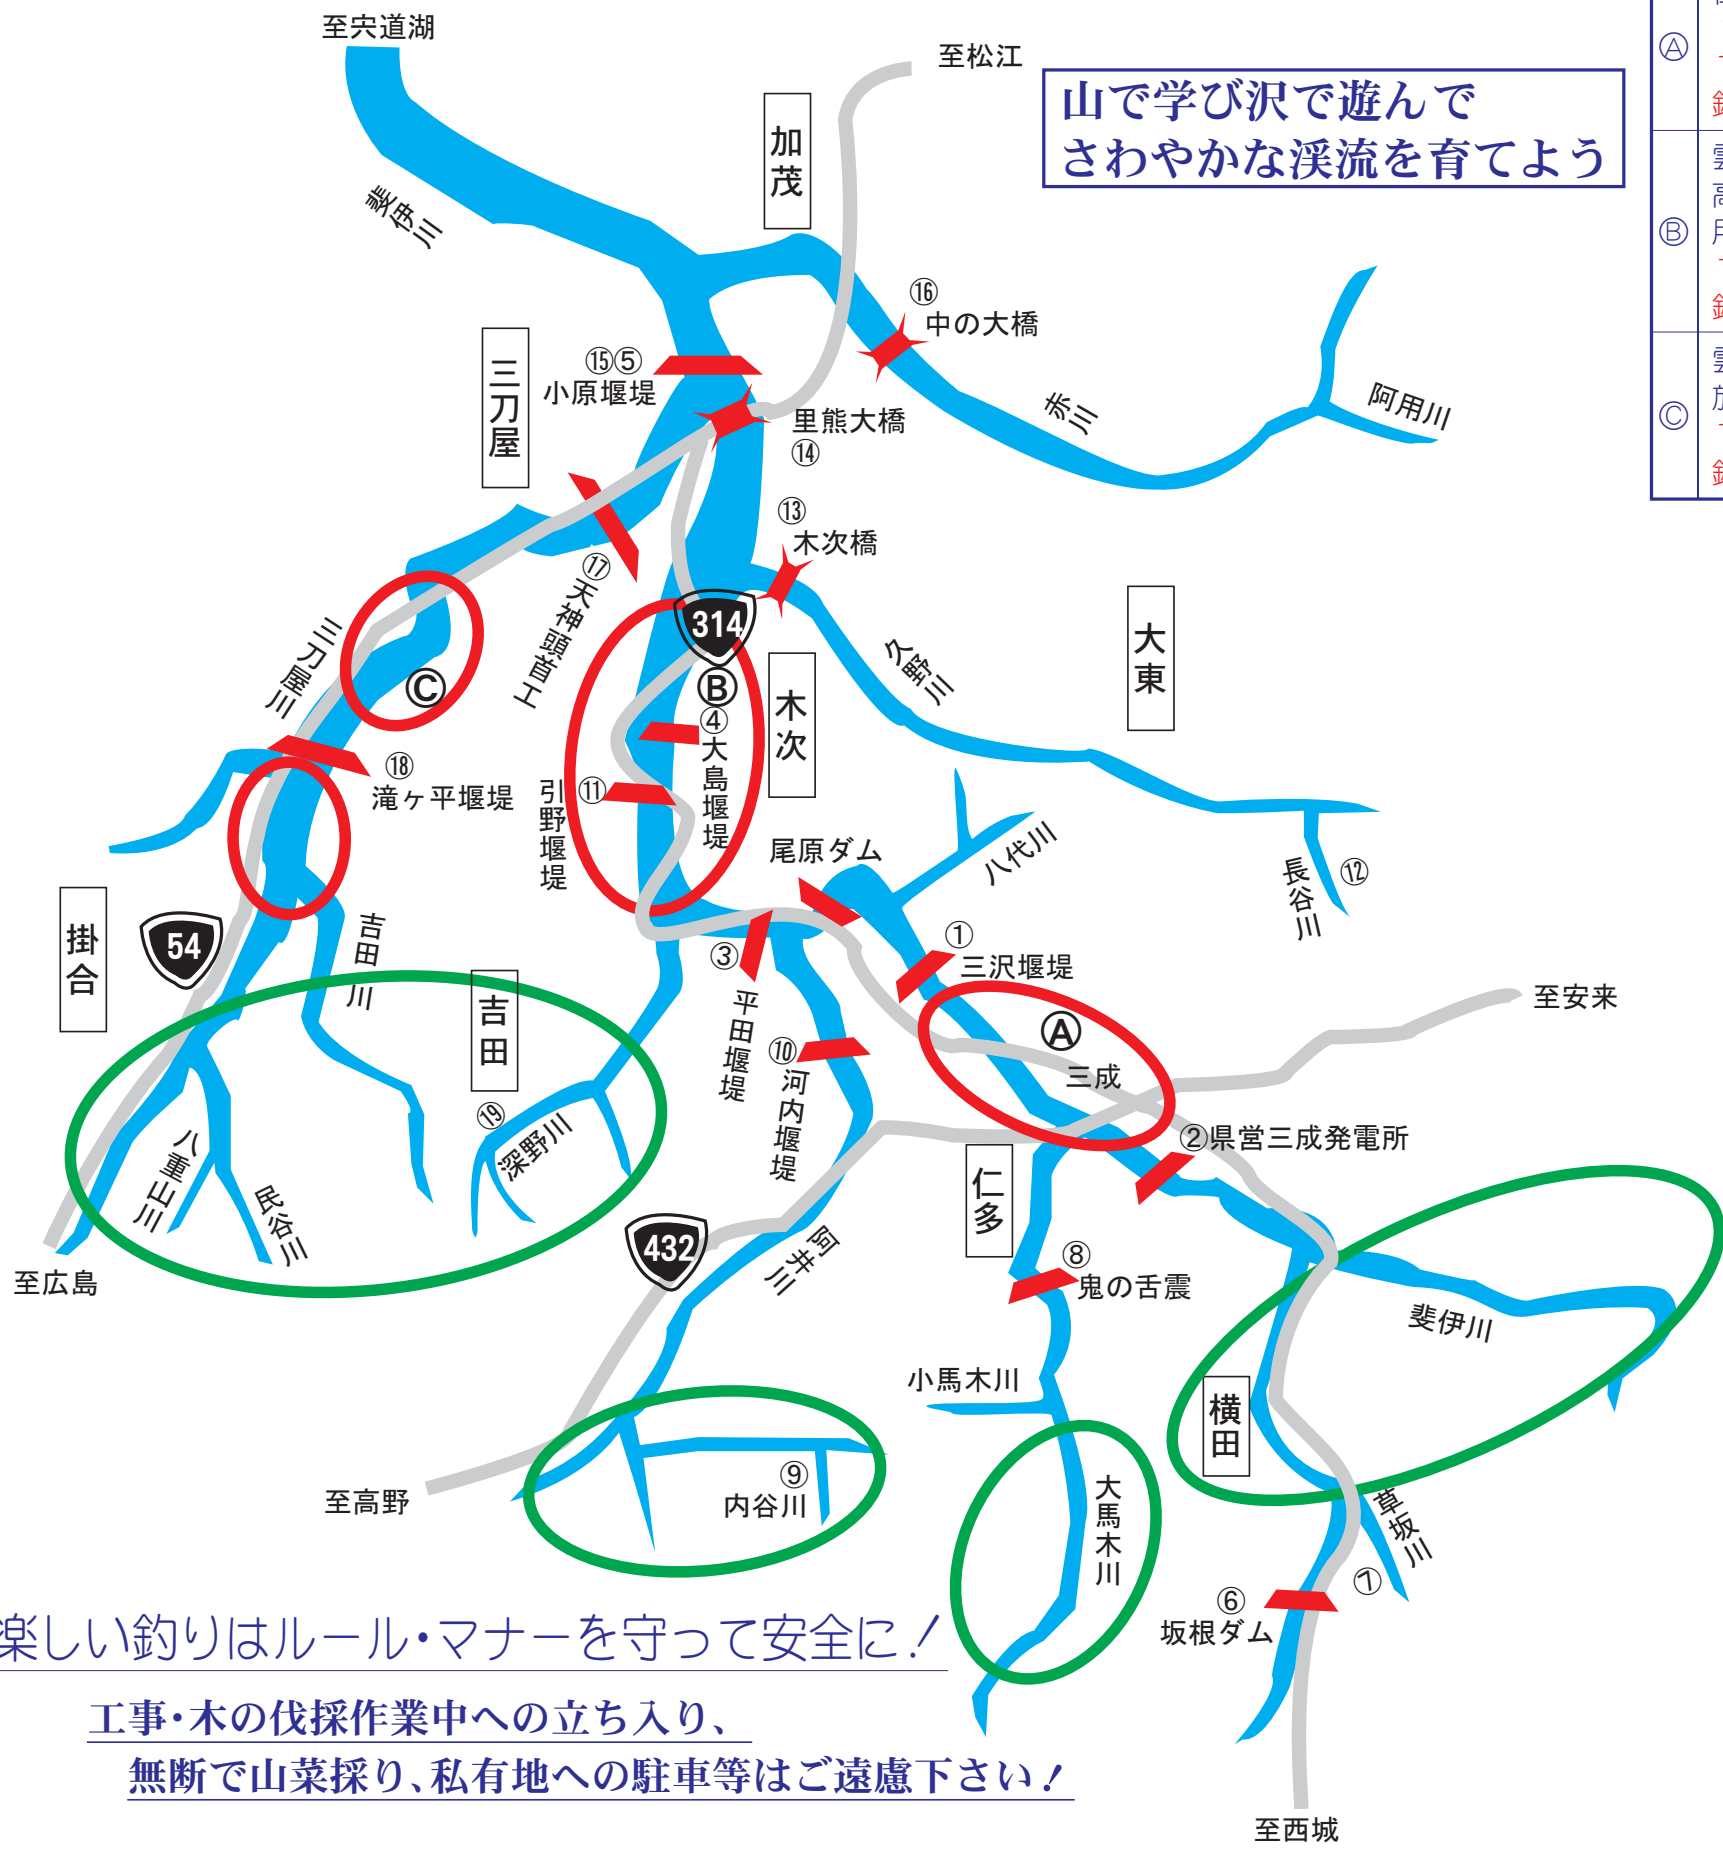 至宍道湖
至松江
山で学び沢で遊んで
さわやかな渓流を育てよう
加茂
斐伊川
⑯
中の大橋
三刀屋
⑮⑤
小原堰堤
里熊大橋
⑭
赤川
阿用川
⑬
木次橋
⑰
天神頭首工
314
大東
久野川
三刀屋川
Ⓒ
Ⓑ
木次
④
大島堰堤
⑱
滝ヶ平堰堤
⑪
引野堰堤
尾原ダム
八代川
長谷川
⑫
掛合
54
吉田川
吉田
③
平田堰堤
①
三沢堰堤
Ⓐ
三成
至安来
⑩
河内堰堤
⑲
深野川
②県営三成発電所
八重山川
民谷川
仁多
432
阿井川
至広島
⑧
鬼の舌震
斐伊川
小馬木川
横田
⑨
内谷川
至高野
大馬木川
草坂川
⑦
⑥
坂根ダム
至西城
楽しい釣りはルール・マナーを守って安全に！
工事・木の伐採作業中への立ち入り、
無断で山菜採り、私有地への駐車等はご遠慮下さい！
Ⓐ
Ⓑ
雲
高
Ⓒ
雲